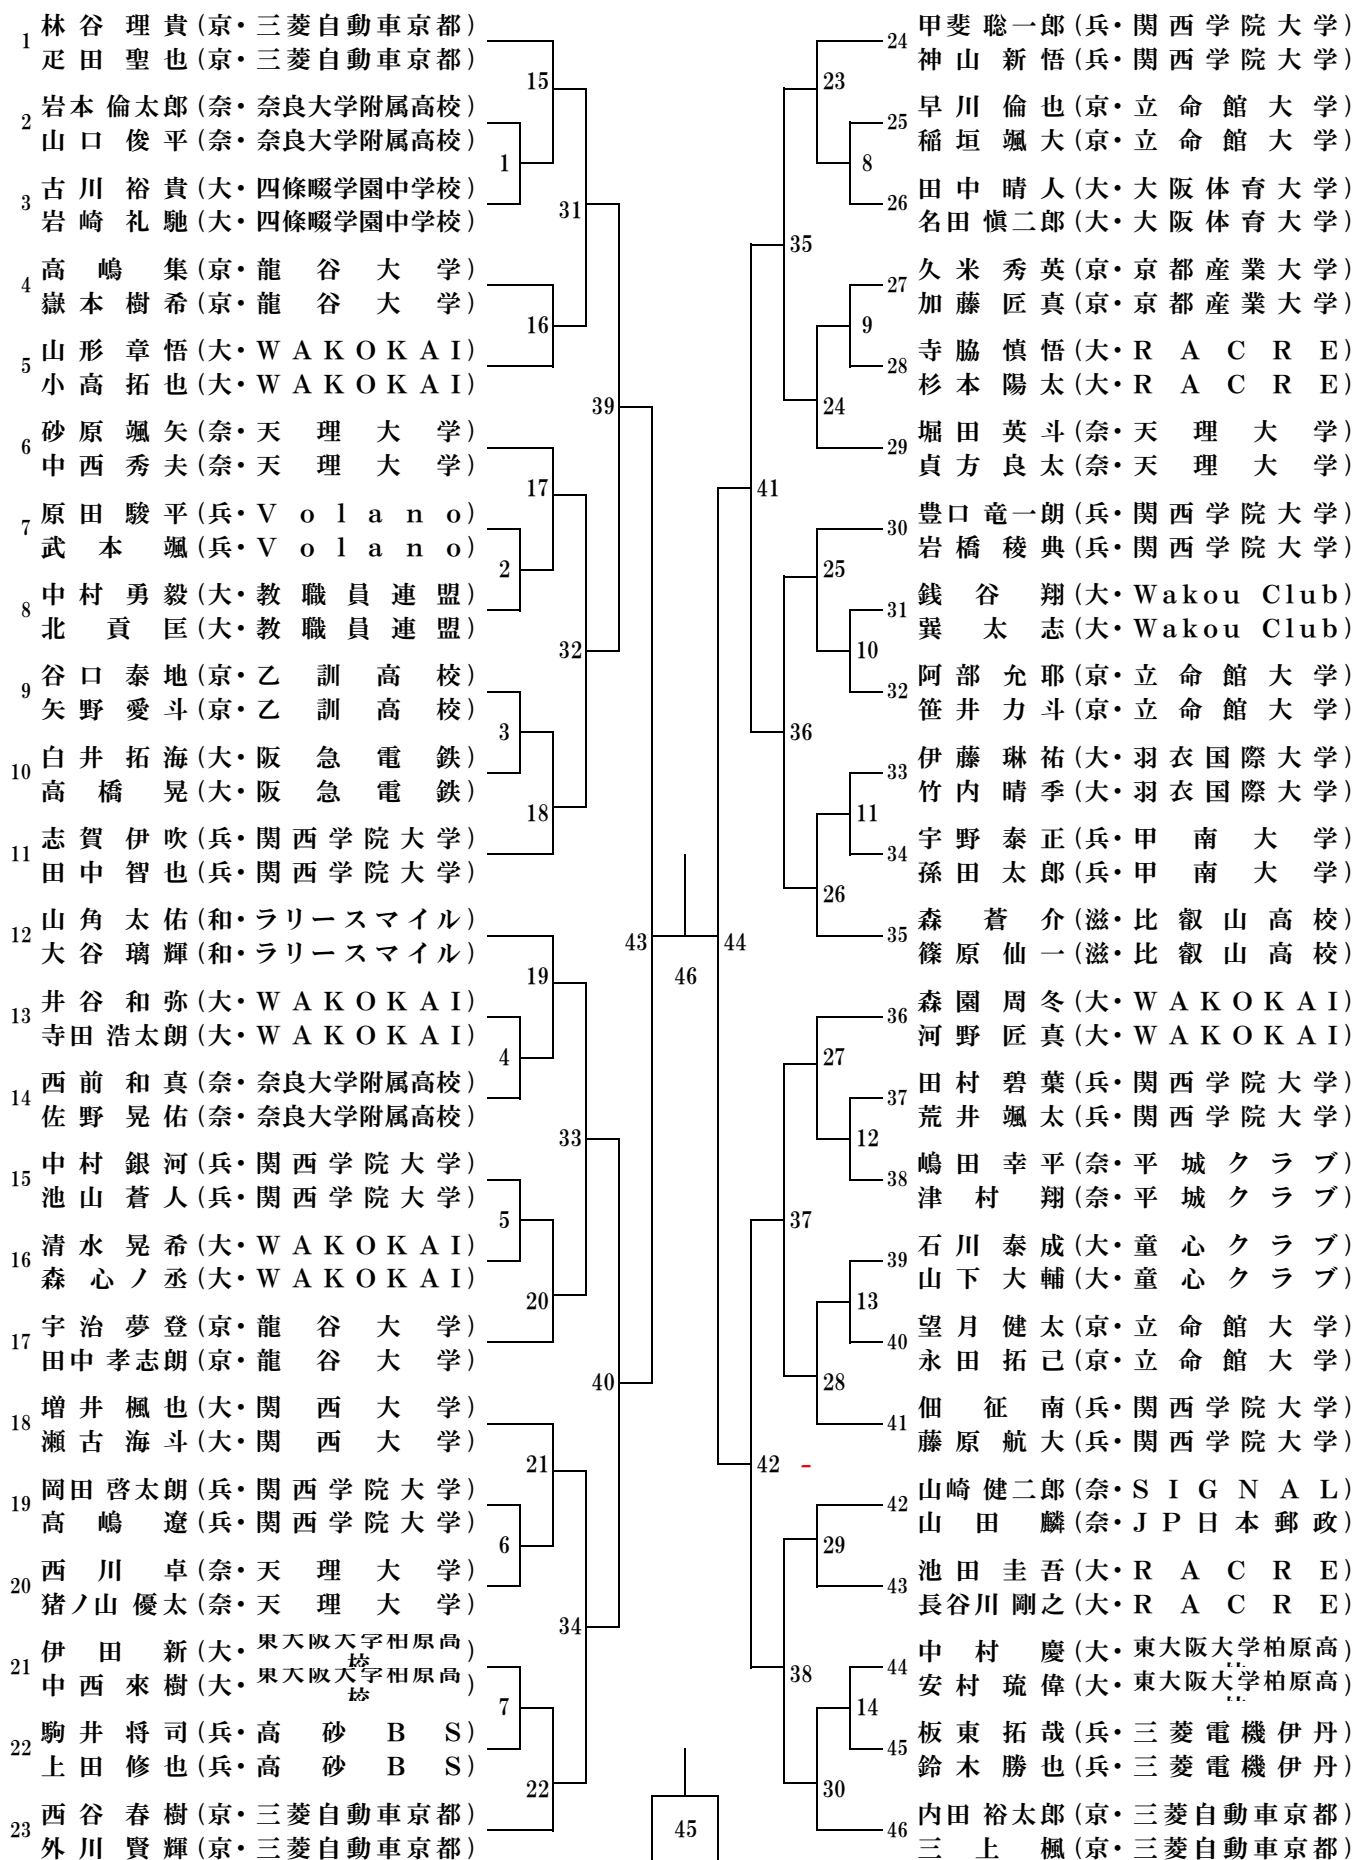 1 林谷 理貴(京・三菱自動車京都)
疋田 聖也(京・三菱自動車京都)
2 岩本 倫太郎(奈・奈良大学附属高校)
山口 俊平(奈・奈良大学附属高校)
3 古川 裕貴(大・四條畷学園中学校)
岩崎 礼馳(大・四條畷学園中学校)
4 高嶋 集(京・龍谷大学)
嶽本 樹希(京・龍谷大学)
5 山形 章悟(大・WAKOKAI)
小高 拓也(大・WAKOKAI)
6 砂原 颯矢(奈・天理大学)
中西 秀夫(奈・天理大学)
7 原田 駿平(兵・Volano)
武本 颯(兵・Volano)
8 中村 勇毅(大・教職員連盟)
北 貢匡(大・教職員連盟)
9 谷口 泰地(京・乙訓高校)
矢野 愛斗(京・乙訓高校)
10 白井 拓海(大・阪急電鉄)
高橋 晃(大・阪急電鉄)
11 志賀 伊吹(兵・関西学院大学)
田中 智也(兵・関西学院大学)
12 山角 太佑(和・ラリースマイル)
大谷 璃輝(和・ラリースマイル)
13 井谷 和弥(大・WAKOKAI)
寺田 浩太朗(大・WAKOKAI)
14 西前 和真(奈・奈良大学附属高校)
佐野 晃佑(奈・奈良大学附属高校)
15 中村 銀河(兵・関西学院大学)
池山 蒼人(兵・関西学院大学)
16 清水 晃希(大・WAKOKAI)
森 心ノ丞(大・WAKOKAI)
17 宇治 夢登(京・龍谷大学)
田中 孝志朗(京・龍谷大学)
18 増井 楓也(大・関西大学)
瀬古 海斗(大・関西大学)
19 岡田 啓太朗(兵・関西学院大学)
高嶋 遼(兵・関西学院大学)
20 西川 卓(奈・天理大学)
猪ノ山 優太(奈・天理大学)
21 伊田 新(大・東大阪大学柏原高校)
中西 來樹(大・東大阪大学柏原高校)
22 駒井 将司(兵・高砂BS)
上田 修也(兵・高砂BS)
23 西谷 春樹(京・三菱自動車京都)
外川 賢輝(京・三菱自動車京都)
15
1
31
16
39
17
2
32
3
18
43
19
4
33
5
20
40
21
6
34
7
22
46
45
44
23
8
35
9
24
41
25
10
36
11
26
27
12
37
13
28
42 -
29
38
14
30
24 甲斐 聡一郎(兵・関西学院大学)
神山 新悟(兵・関西学院大学)
25 早川 倫也(京・立命館大学)
稲垣 颯大(京・立命館大学)
26 田中 晴人(大・大阪体育大学)
名田 慎二郎(大・大阪体育大学)
27 久米 秀英(京・京都産業大学)
加藤 匠真(京・京都産業大学)
28 寺脇 慎悟(大・RACRE)
杉本 陽太(大・RACRE)
29 堀田 英斗(奈・天理大学)
貞方 良太(奈・天理大学)
30 豊口 竜一朗(兵・関西学院大学)
岩橋 稜典(兵・関西学院大学)
31 銭谷 翔(大・Wakou Club)
巽 太志(大・Wakou Club)
32 阿部 允耶(京・立命館大学)
笹井 力斗(京・立命館大学)
33 伊藤 琳祐(大・羽衣国際大学)
竹内 晴季(大・羽衣国際大学)
34 宇野 泰正(兵・甲南大学)
孫田 太郎(兵・甲南大学)
35 森 蒼介(滋・比叡山高校)
篠原 仙一(滋・比叡山高校)
36 森園 周冬(大・WAKOKAI)
河野 匠真(大・WAKOKAI)
37 田村 碧葉(兵・関西学院大学)
荒井 颯太(兵・関西学院大学)
38 嶋田 幸平(奈・平城クラブ)
津村 翔(奈・平城クラブ)
39 石川 泰成(大・童心クラブ)
山下 大輔(大・童心クラブ)
40 望月 健太(京・立命館大学)
永田 拓己(京・立命館大学)
41 佃 征南(兵・関西学院大学)
藤原 航大(兵・関西学院大学)
42 山崎 健二郎(奈・SIGNAL)
山田 麟(奈・JP日本郵政)
43 池田 圭吾(大・RACRE)
長谷川 剛之(大・RACRE)
44 中村 慶(大・東大阪大学柏原高)
安村 琉偉(大・東大阪大学柏原高)
45 板東 拓哉(兵・三菱電機伊丹)
鈴木 勝也(兵・三菱電機伊丹)
46 内田 裕太郎(京・三菱自動車京都)
三上 楓(京・三菱自動車京都)